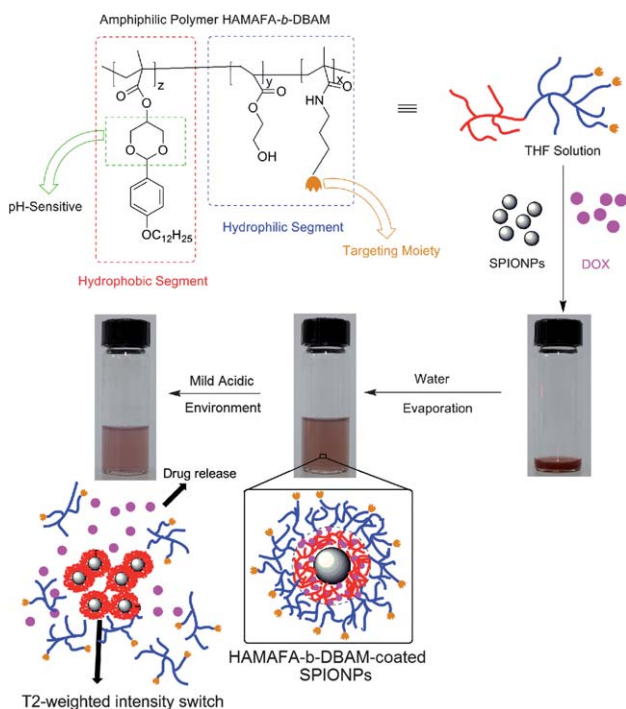 Amphiphilic Polymer HAMAFA-b-DBAM
z
y
x
O
O
O
O
HN
O
O
O
OH
OC12H25
pH-Sensitive
Hydrophilic Segment
Targeting Moiety
Hydrophobic Segment
THF Solution
SPIONPs
DOX
Mild Acidic
Environment
Water
Evaporation
Drug release
HAMAFA-b-DBAM-coated
SPIONPs
T2-weighted intensity switch